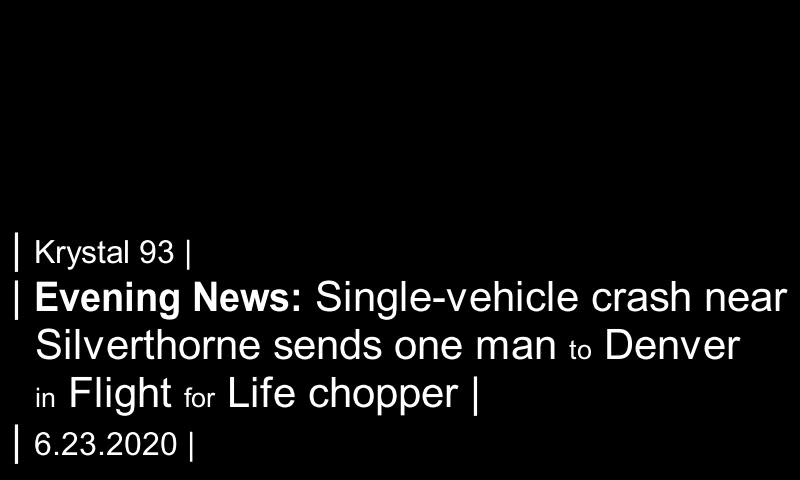 | Krystal 93 |
| Evening News: Single-vehicle crash near
Silverthorne sends one man to Denver
in Flight for Life chopper |
| 6.23.2020 |